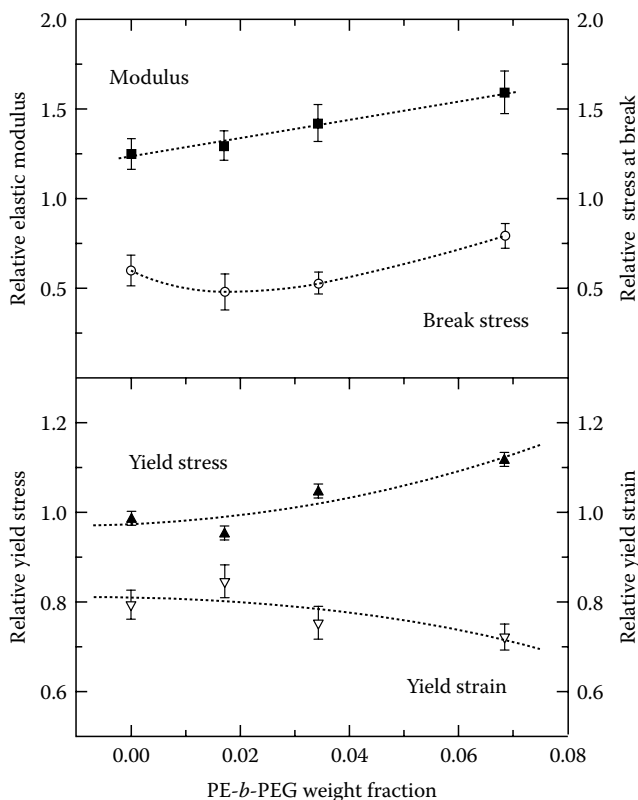 2.0
2.0
Modulus
1.5
1.5
1.0
1.0
0.5
0.5
Break stress
Relative elastic modulus
Relative stress at break
1.2
1.2
Yield stress
1.0
1.0
0.8
0.8
0.6
0.6
Yield strain
Relative yield stress
Relative yield strain
0.00
0.02
0.04
0.06
0.08
PE-b-PEG weight fraction